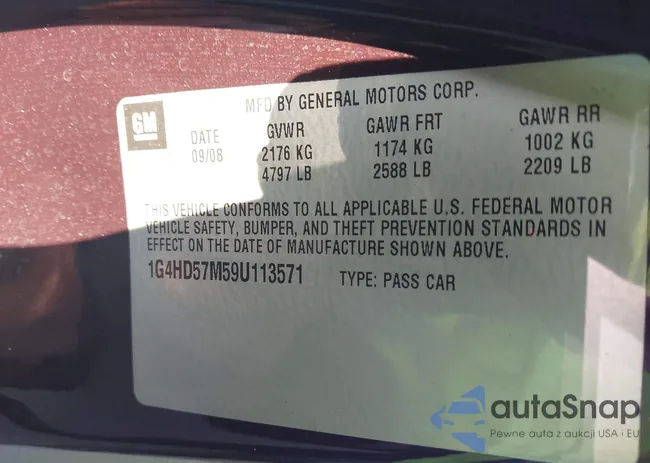 MFD BY GENERAL MOTORS CORP.
GM
DATE GVWR GAWR FRT GAWR RR
09/08 2176 KG 1174 KG 1002 KG
4797 LB 2588 LB 2209 LB
THIS VEHICLE CONFORMS TO ALL APPLICABLE U.S. FEDERAL MOTOR
VEHICLE SAFETY, BUMPER, AND THEFT PREVENTION STANDARDS IN
EFFECT ON THE DATE OF MANUFACTURE SHOWN ABOVE.
1G4HD57M59U113571 TYPE: PASS CAR
autaSnap
Pewne auta z aukcji USA i EU